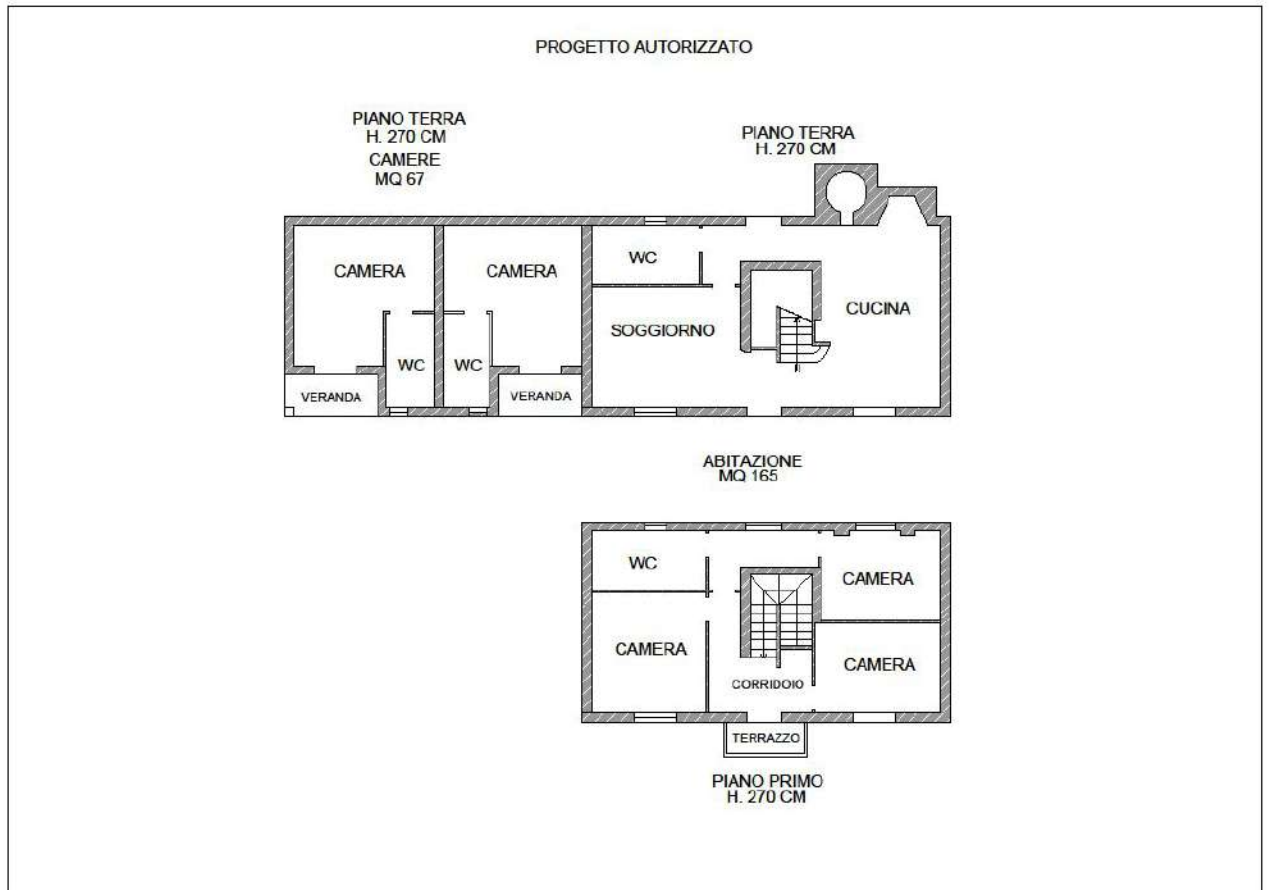 PROGETTO AUTORIZZATO
PIANO TERRA
H. 270 CM
CAMERE
MQ 67
PIANO TERRA
H. 270 CM
CAMERA
CAMERA
WC
SOGGIORNO
CUCINA
WC
WC
VERANDA
VERANDA
ABITAZIONE
MQ 165
WC
CAMERA
CAMERA
CAMERA
CORRIDOIO
TERRAZZO
PIANO PRIMO
H. 270 CM